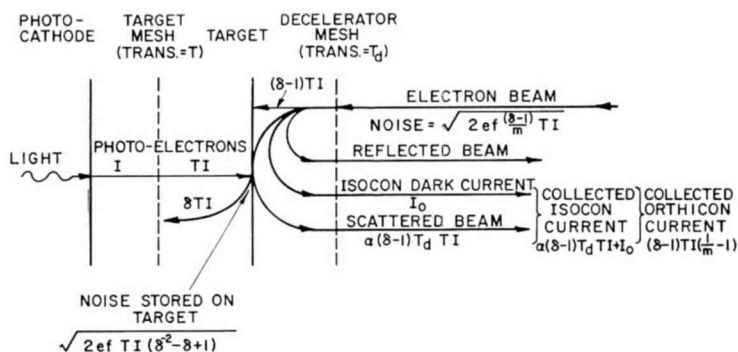 PHOTO-
CATHODE
TARGET
MESH
(TRANS.=T)
TARGET
DECELERATOR
MESH
(TRANS.=Td)
(δ-1)TI
ELECTRON BEAM
NOISE = √2ef (δ-1)/m TI
REFLECTED BEAM
LIGHT
PHOTO-ELECTRONS
I TI
δTI
ISOCON DARK CURRENT
I₀
SCATTERED BEAM
α(δ-1)Td TI
COLLECTED
ISOCON
CURRENT
α(δ-1)Td TI+I₀
COLLECTED
ORTHICON
CURRENT
(δ-1)TI(1/m-1)
NOISE STORED ON
TARGET
√2ef TI (δ⁻²-δ+1)